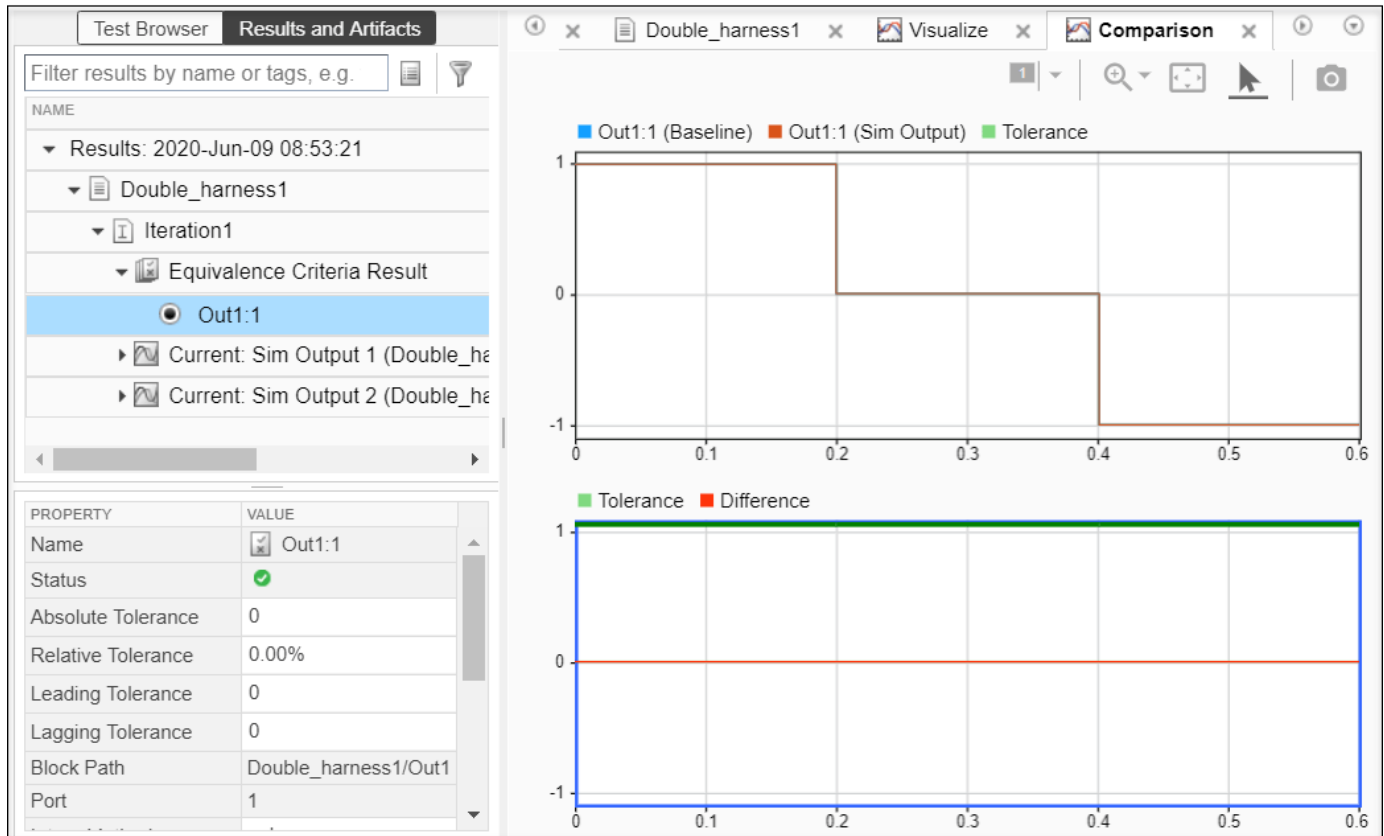 Test Browser
Results and Artifacts
Filter results by name or tags, e.g.
NAME
Results: 2020-Jun-09 08:53:21
Double_harness1
Iteration1
Equivalence Criteria Result
Out1:1
Current: Sim Output 1 (Double_ha
Current: Sim Output 2 (Double_ha
PROPERTY VALUE
Name Out1:1
Status
Absolute Tolerance 0
Relative Tolerance 0.00%
Leading Tolerance 0
Lagging Tolerance 0
Block Path Double_harness1/Out1
Port 1
Double_harness1 Visualize Comparison
1
Out1:1 (Baseline) Out1:1 (Sim Output) Tolerance
1
0
-1
0 0.1 0.2 0.3 0.4 0.5 0.6
Tolerance Difference
1
0
-1
0 0.1 0.2 0.3 0.4 0.5 0.6